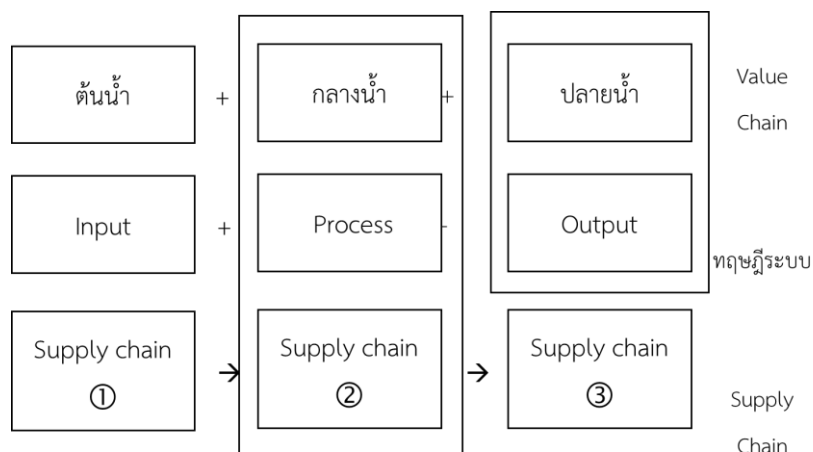 ต้นน้ำ + กลางน้ำ + ปลายน้ำ Value
Chain
Input + Process - Output
ทฤษฎีระบบ
Supply chain → Supply chain → Supply chain
① ② ③ Supply
Chain